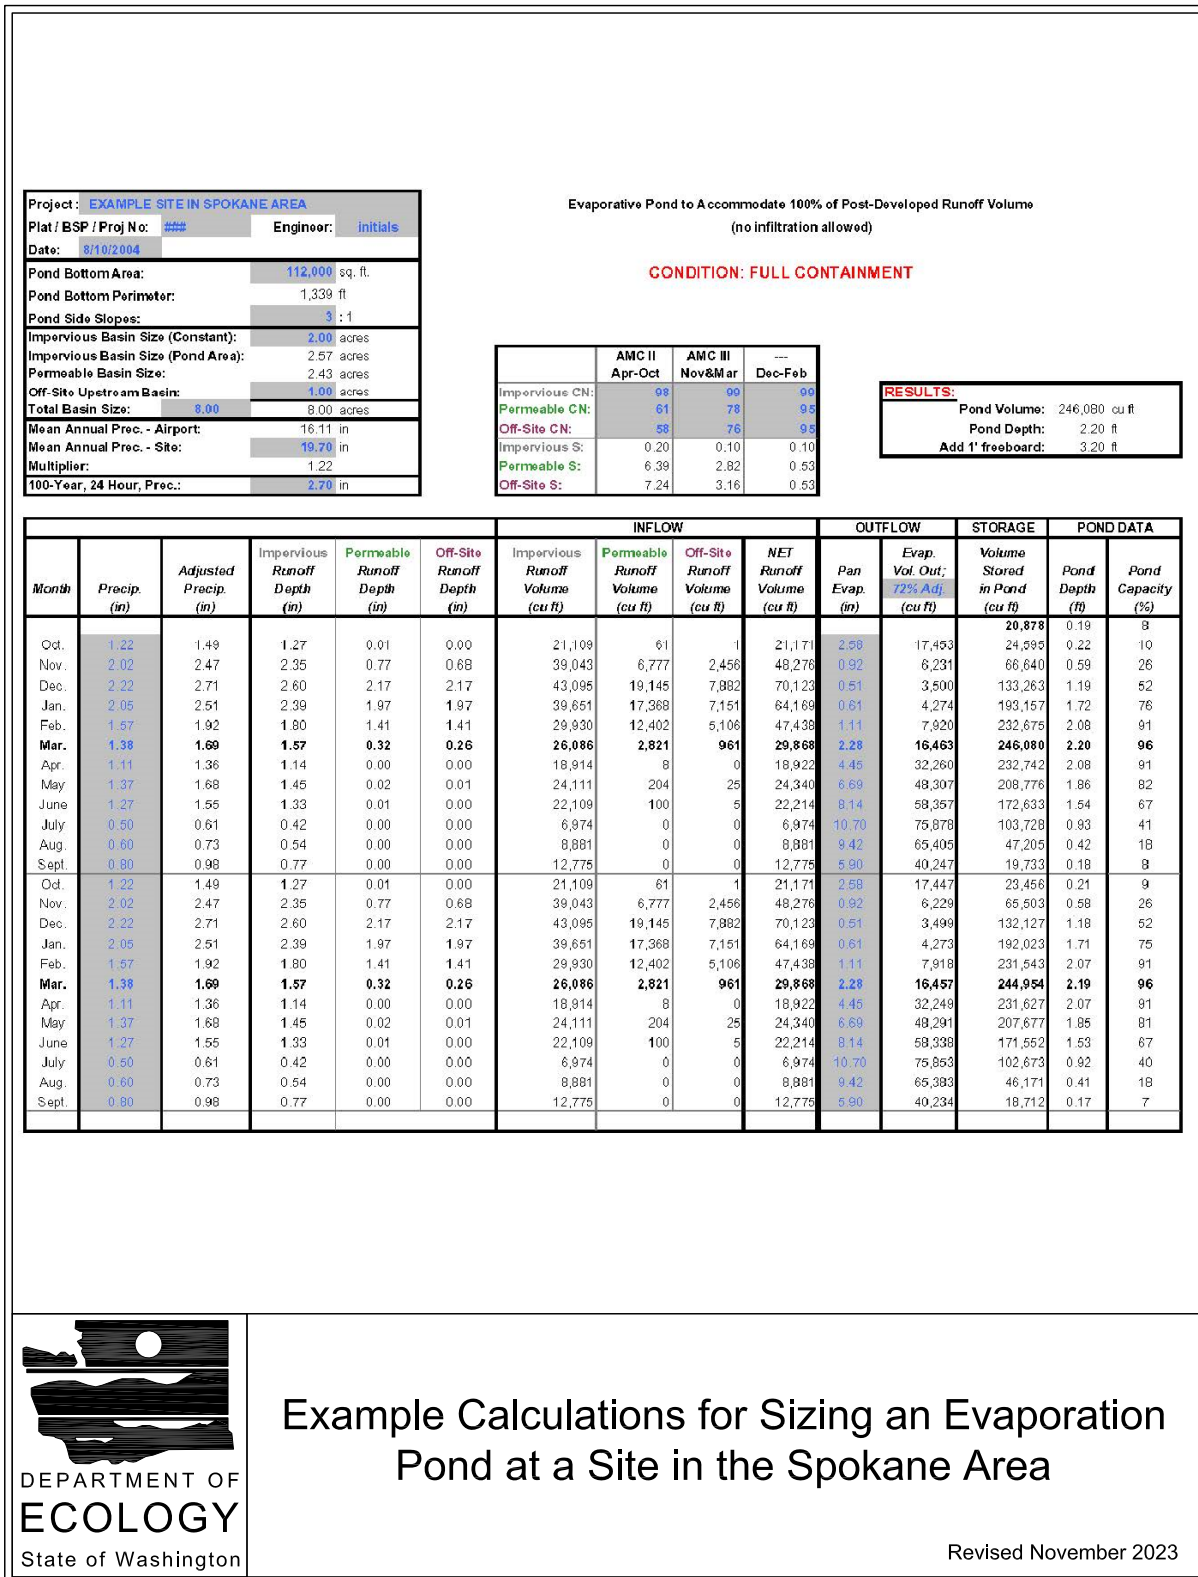 Project: EXAMPLE SITE IN SPOKANE AREA
Plat / BSP / Proj No: ### Engineer: initials
Date: 8/10/2004
Pond Bottom Area: 112,000 sq. ft.
Pond Bottom Perimeter: 1,339 ft
Pond Side Slopes: 3 : 1
Impervious Basin Size (Constant): 2.00 acres
Impervious Basin Size (Pond Area): 2.57 acres
Permeable Basin Size: 2.43 acres
Off-Site Upstream Basin: 1.00 acres
Total Basin Size: 8.00 8.00 acres
Mean Annual Prec. - Airport: 16.11 in
Mean Annual Prec. - Site: 19.70 in
Multiplier: 1.22
100-Year, 24 Hour, Prec.: 2.70 in
Evaporative Pond to Accommodate 100% of Post-Developed Runoff Volume
(no infiltration allowed)
CONDITION: FULL CONTAINMENT
AMC II AMC III ---
Apr-Oct Nov&Mar Dec-Feb
Impervious CN: 98 99 99
Permeable CN: 61 78 95
Off-Site CN: 58 76 95
Impervious S: 0.20 0.10 0.10
Permeable S: 6.39 2.82 0.53
Off-Site S: 7.24 3.16 0.53
RESULTS:
Pond Volume: 246,080 cu ft
Pond Depth: 2.20 ft
Add 1' freeboard: 3.20 ft
INFLOW OUTFLOW STORAGE POND DATA
Impervious Permeable Off-Site Impervious Permeable Off-Site NET Evap. Volume
Adjusted Runoff Runoff Runoff Runoff Runoff Runoff Runoff Pan Vol. Out; Stored Pond Pond
Month Precip. Precip. Depth Depth Depth Volume Volume Volume Volume Evap. 72% Adj. in Pond Depth Capacity
(in) (in) (in) (in) (in) (cu ft) (cu ft) (cu ft) (cu ft) (in) (cu ft) (cu ft) (ft) (%)
20,878 0.19 8
Oct. 1.22 1.49 1.27 0.01 0.00 21,109 61 1 21,171 2.58 17,453 24,595 0.22 10
Nov. 2.02 2.47 2.35 0.77 0.68 39,043 6,777 2,456 48,276 0.92 6,231 66,640 0.59 26
Dec. 2.22 2.71 2.60 2.17 2.17 43,095 19,145 7,882 70,123 0.51 3,500 133,263 1.19 52
Jan. 2.05 2.51 2.39 1.97 1.97 39,651 17,368 7,151 64,169 0.61 4,274 193,157 1.72 76
Feb. 1.57 1.92 1.80 1.41 1.41 29,930 12,402 5,106 47,438 1.11 7,920 232,675 2.08 91
Mar. 1.38 1.69 1.57 0.32 0.26 26,086 2,821 961 29,868 2.28 16,463 246,080 2.20 96
Apr. 1.11 1.36 1.14 0.00 0.00 18,914 8 0 18,922 4.45 32,260 232,742 2.08 91
May 1.37 1.68 1.45 0.02 0.01 24,111 204 25 24,340 6.69 48,307 208,776 1.86 82
June 1.27 1.55 1.33 0.01 0.00 22,109 100 5 22,214 8.14 58,357 172,633 1.54 67
July 0.50 0.61 0.42 0.00 0.00 6,974 0 0 6,974 10.70 75,878 103,728 0.93 41
Aug. 0.60 0.73 0.54 0.00 0.00 8,881 0 0 8,881 9.42 65,405 47,205 0.42 18
Sept. 0.80 0.98 0.77 0.00 0.00 12,775 0 0 12,775 5.90 40,247 19,733 0.18 8
Oct. 1.22 1.49 1.27 0.01 0.00 21,109 61 1 21,171 2.58 17,447 23,456 0.21 9
Nov. 2.02 2.47 2.35 0.77 0.68 39,043 6,777 2,456 48,276 0.92 6,229 65,503 0.58 26
Dec. 2.22 2.71 2.60 2.17 2.17 43,095 19,145 7,882 70,123 0.51 3,499 132,127 1.18 52
Jan. 2.05 2.51 2.39 1.97 1.97 39,651 17,368 7,151 64,169 0.61 4,273 192,023 1.71 75
Feb. 1.57 1.92 1.80 1.41 1.41 29,930 12,402 5,106 47,438 1.11 7,918 231,543 2.07 91
Mar. 1.38 1.69 1.57 0.32 0.26 26,086 2,821 961 29,868 2.28 16,457 244,954 2.19 96
Apr. 1.11 1.36 1.14 0.00 0.00 18,914 8 0 18,922 4.45 32,249 231,627 2.07 91
May 1.37 1.68 1.45 0.02 0.01 24,111 204 25 24,340 6.69 48,291 207,677 1.85 81
June 1.27 1.55 1.33 0.01 0.00 22,109 100 5 22,214 8.14 58,338 171,552 1.53 67
July 0.50 0.61 0.42 0.00 0.00 6,974 0 0 6,974 10.70 75,853 102,673 0.92 40
Aug. 0.60 0.73 0.54 0.00 0.00 8,881 0 0 8,881 9.42 65,383 46,171 0.41 18
Sept. 0.80 0.98 0.77 0.00 0.00 12,775 0 0 12,775 5.90 40,234 18,712 0.17 7
DEPARTMENT OF
ECOLOGY
State of Washington
Example Calculations for Sizing an Evaporation
Pond at a Site in the Spokane Area
Revised November 2023